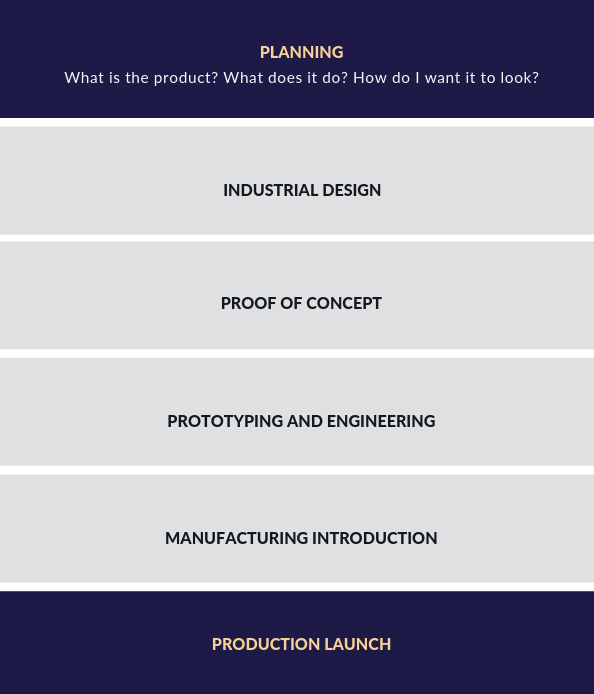 PLANNING
What is the product? What does it do? How do I want it to look?
INDUSTRIAL DESIGN
PROOF OF CONCEPT
PROTOTYPING AND ENGINEERING
MANUFACTURING INTRODUCTION
PRODUCTION LAUNCH